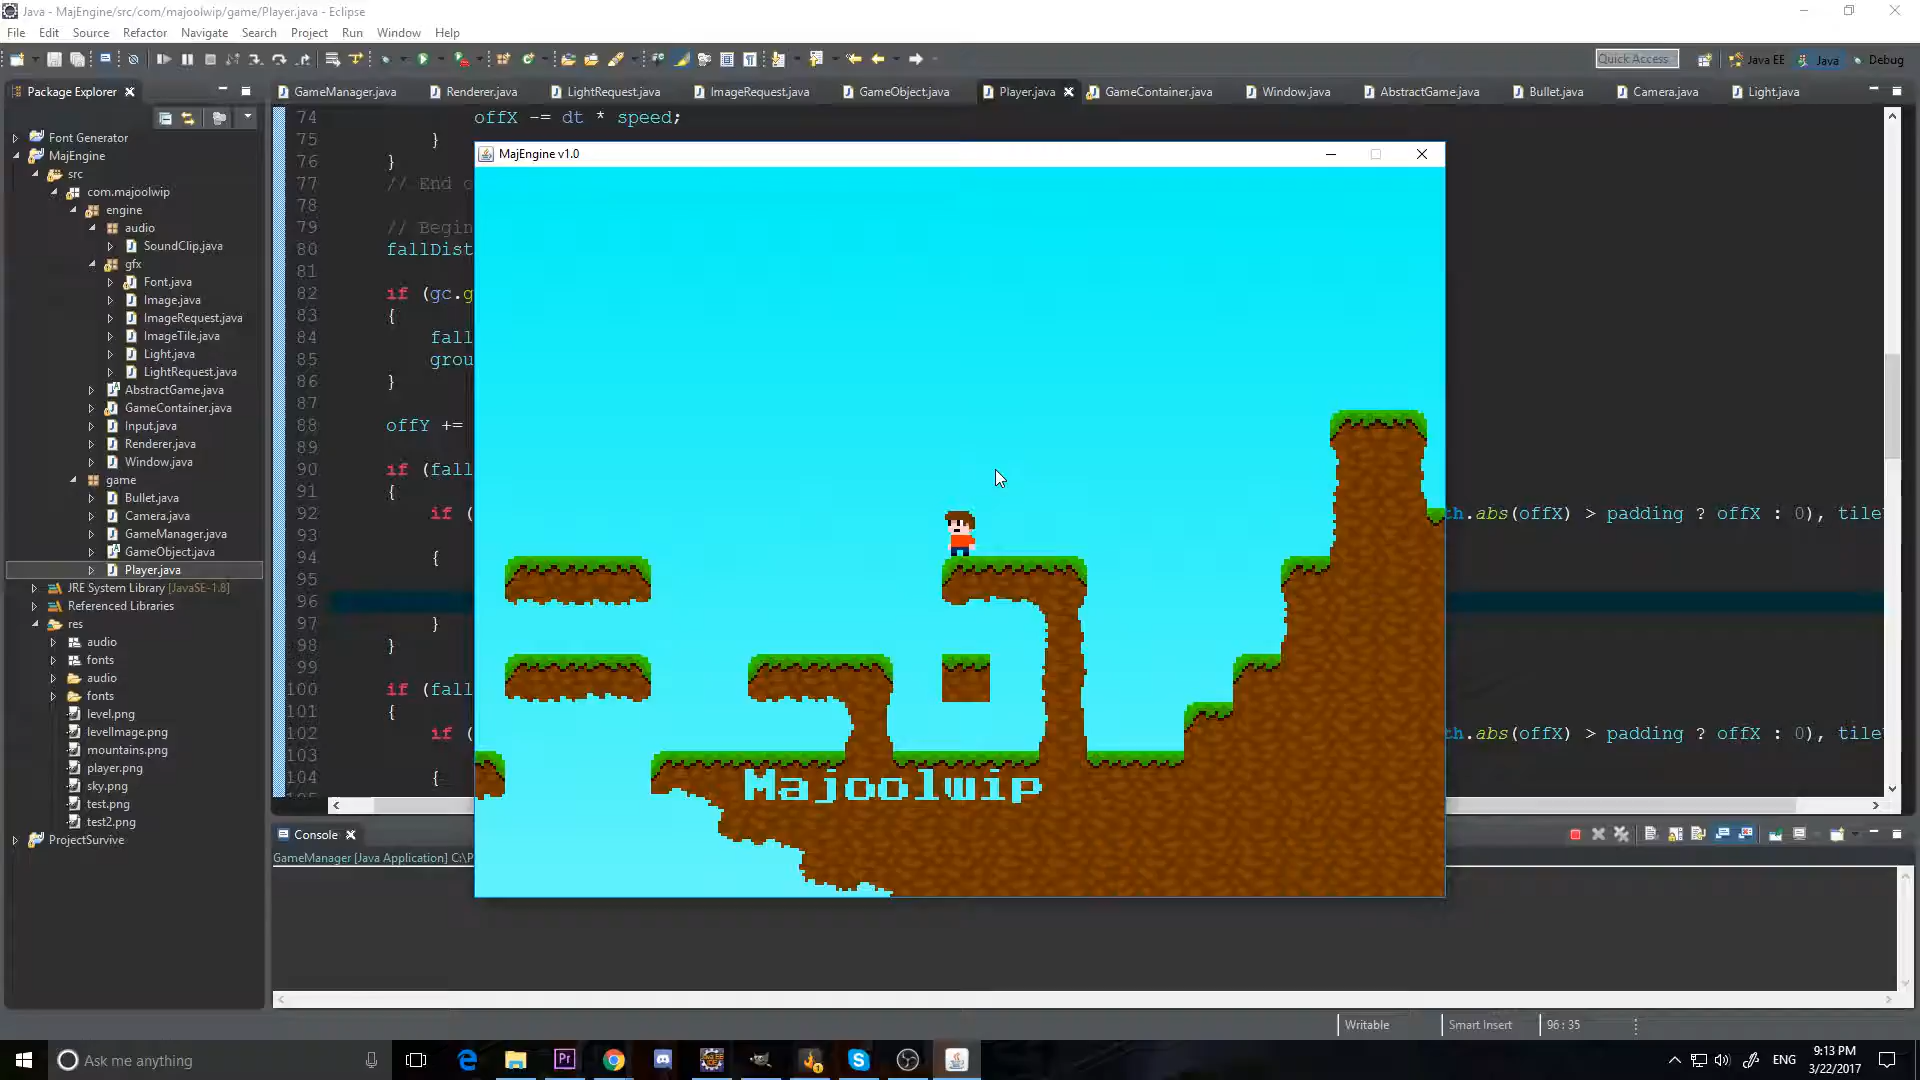 Java - MajEngine/src/com/majoolwip/game/Player.java - Eclipse
File Edit Source Refactor Navigate Search Project Run Window Help
Quick Access
Java EE
Java
Debug
Package Explorer
GameManager.java
Renderer.java
LightRequest.java
ImageRequest.java
GameObject.java
Player.java
GameContainer.java
Window.java
AbstractGame.java
Bullet.java
Camera.java
Light.java
Font Generator
MajEngine
src
com.majoolwip
engine
audio
SoundClip.java
gfx
Font.java
Image.java
ImageRequest.java
ImageTile.java
Light.java
LightRequest.java
AbstractGame.java
GameContainer.java
Input.java
Renderer.java
Window.java
game
Bullet.java
Camera.java
GameManager.java
GameObject.java
Player.java
JRE System Library [JavaSE-1.8]
Referenced Libraries
res
audio
fonts
audio
fonts
level.png
levelImage.png
mountains.png
player.png
sky.png
test.png
test2.png
ProjectSurvive
74 offX -= dt * speed;
75 }
76 }
77 // End o
78
79 // Begin
80 fallDist
81
82 if (gc.g
83 {
84 fall
85 grou
86 }
87
88 offY +=
89
90 if (fall
91 {
92 if ( th.abs(offX) > padding ? offX : 0), tile
93
94 {
95
96
97 }
98 }
99
100 if (fall
101 {
102 if ( th.abs(offX) > padding ? offX : 0), tile
103
104 {
MajEngine v1.0
Majoolwip
Console
GameManager [Java Application] C:\P
Writable
Smart Insert
96 : 35
Ask me anything
ENG
9:13 PM
3/22/2017